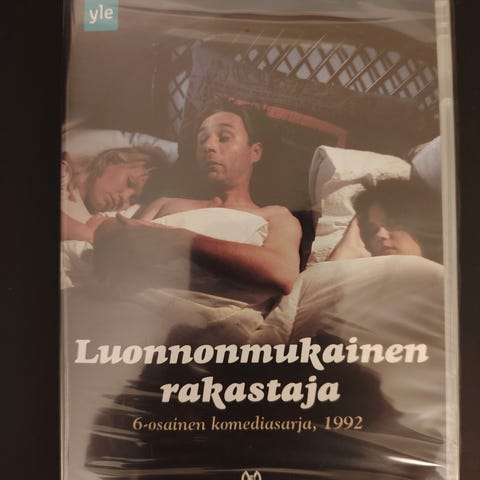 yle
Luonnonmukainen
rakastaja
6-osainen komediasarja, 1992